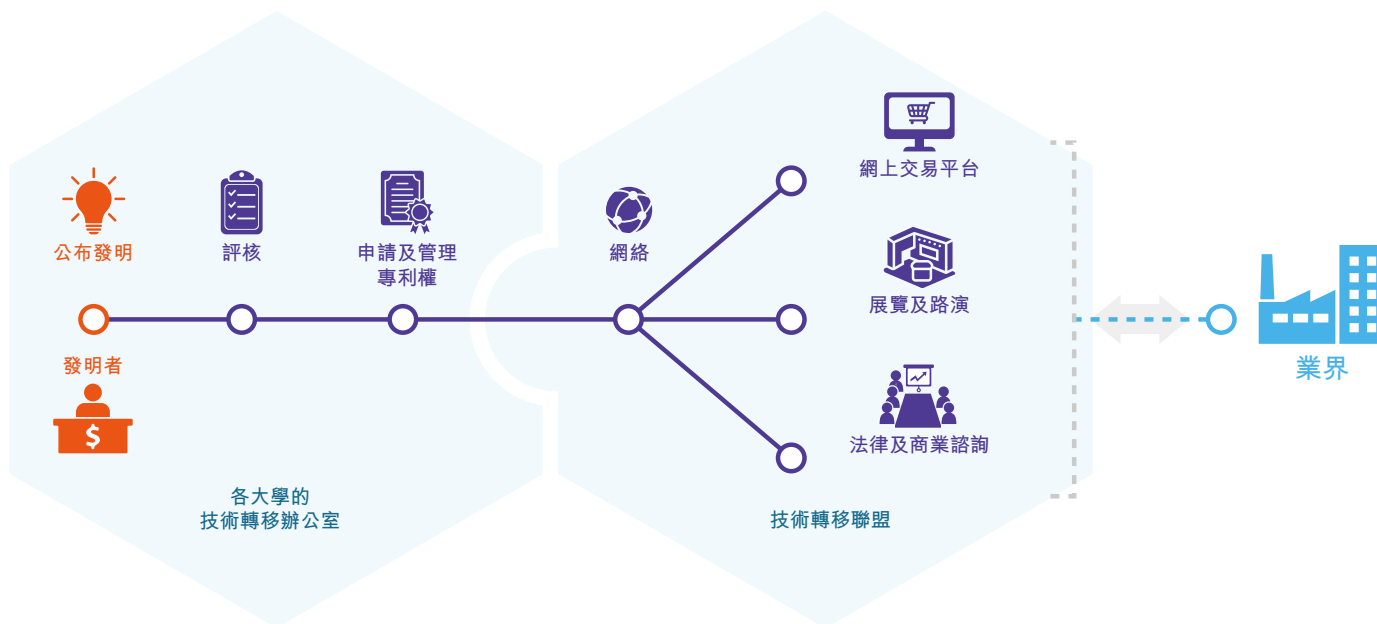 公布發明
發明者
$
評核
申請及管理
專利權
各大學的
技術轉移辦公室
網絡
網上交易平台
展覽及路演
法律及商業諮詢
技術轉移聯盟
業界